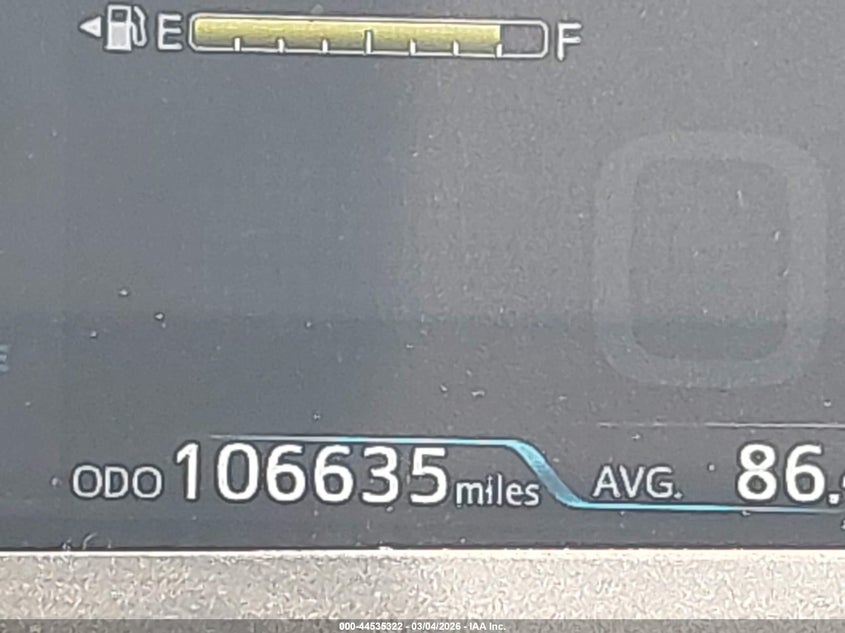 E F
ODO 106635 miles AVG. 86.
000-44535322 - 03/04/2026 - IAA Inc.